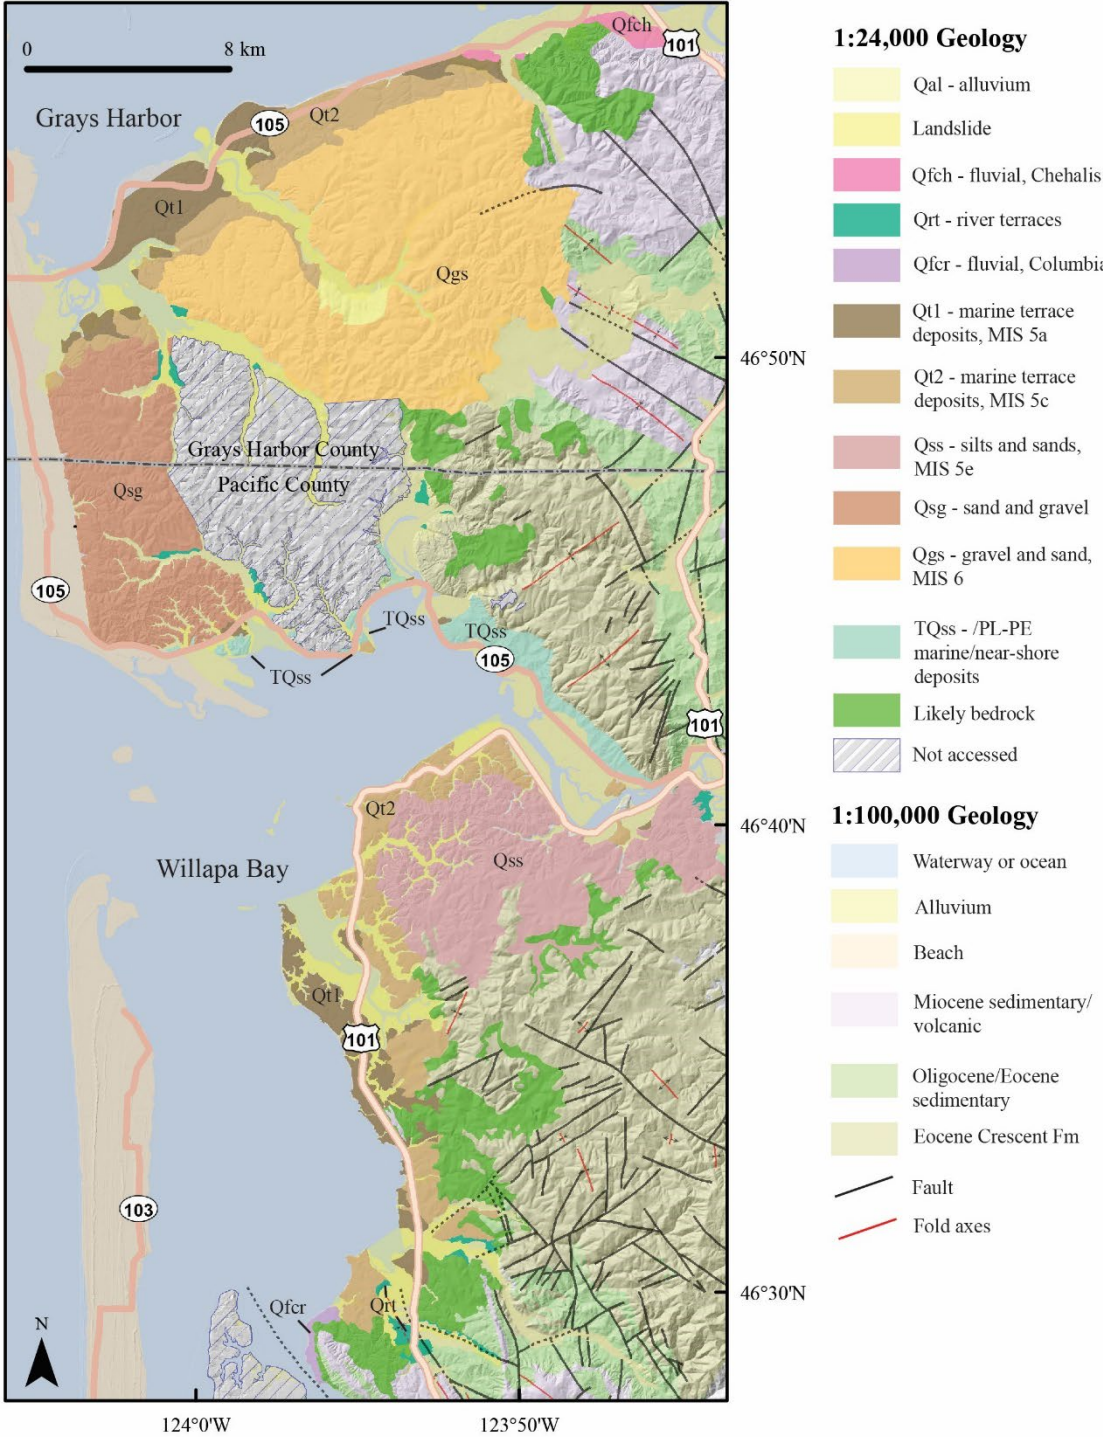 0 8 km
Grays Harbor
Qfch
101
105
Qt2
Qt1
Qgs
46°50'N
Grays Harbor County
Pacific County
Qsg
105
TQss
TQss
105
TQss
101
Qt2
46°40'N
Qss
Willapa Bay
Qt1
101
103
46°30'N
Qfcr
Qrt
N
124°0'W
123°50'W
1:24,000 Geology
Qal - alluvium
Landslide
Qfch - fluvial, Chehalis
Qrt - river terraces
Qfcr - fluvial, Columbia
Qt1 - marine terrace
deposits, MIS 5a
Qt2 - marine terrace
deposits, MIS 5c
Qss - silts and sands,
MIS 5e
Qsg - sand and gravel
Qgs - gravel and sand,
MIS 6
TQss - /PL-PE
marine/near-shore
deposits
Likely bedrock
Not accessed
1:100,000 Geology
Waterway or ocean
Alluvium
Beach
Miocene sedimentary/
volcanic
Oligocene/Eocene
sedimentary
Eocene Crescent Fm
Fault
Fold axes